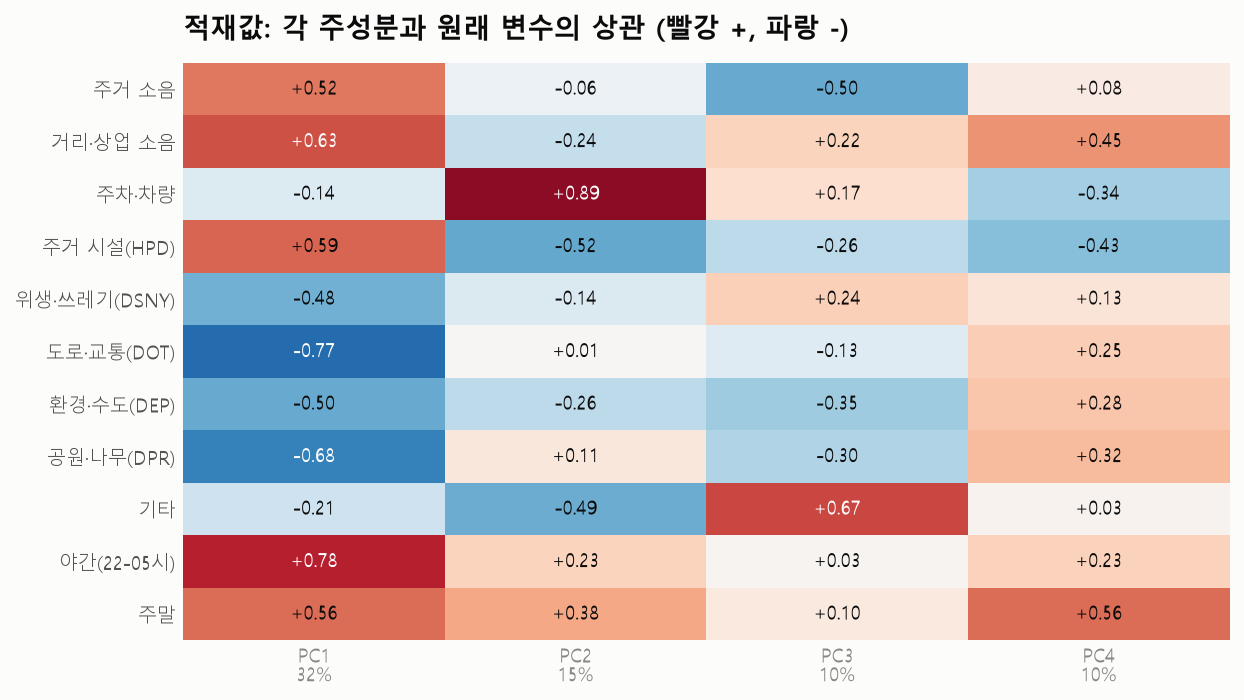 적재값: 각 주성분과 원래 변수의 상관 (빨강 +, 파랑 -)
주거 소음 +0.52 -0.06 -0.50 +0.08
거리·상업 소음 +0.63 -0.24 +0.22 +0.45
주차·차량 -0.14 +0.89 +0.17 -0.34
주거 시설(HPD) +0.59 -0.52 -0.26 -0.43
위생·쓰레기(DSNY) -0.48 -0.14 +0.24 +0.13
도로·교통(DOT) -0.77 +0.01 -0.13 +0.25
환경·수도(DEP) -0.50 -0.26 -0.35 +0.28
공원·나무(DPR) -0.68 +0.11 -0.30 +0.32
기타 -0.21 -0.49 +0.67 +0.03
야간(22-05시) +0.78 +0.23 +0.03 +0.23
주말 +0.56 +0.38 +0.10 +0.56
PC1 PC2 PC3 PC4
32% 15% 10% 10%